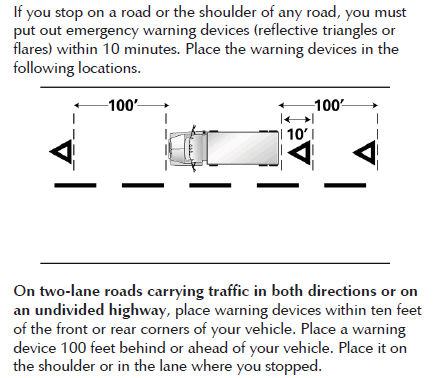 If you stop on a road or the shoulder of any road, you must
put out emergency warning devices (reflective triangles or
flares) within 10 minutes. Place the warning devices in the
following locations.
100′
100′
10′
On two-lane roads carrying traffic in both directions or on
an undivided highway, place warning devices within ten feet
of the front or rear corners of your vehicle. Place a warning
device 100 feet behind or ahead of your vehicle. Place it on
the shoulder or in the lane where you stopped.